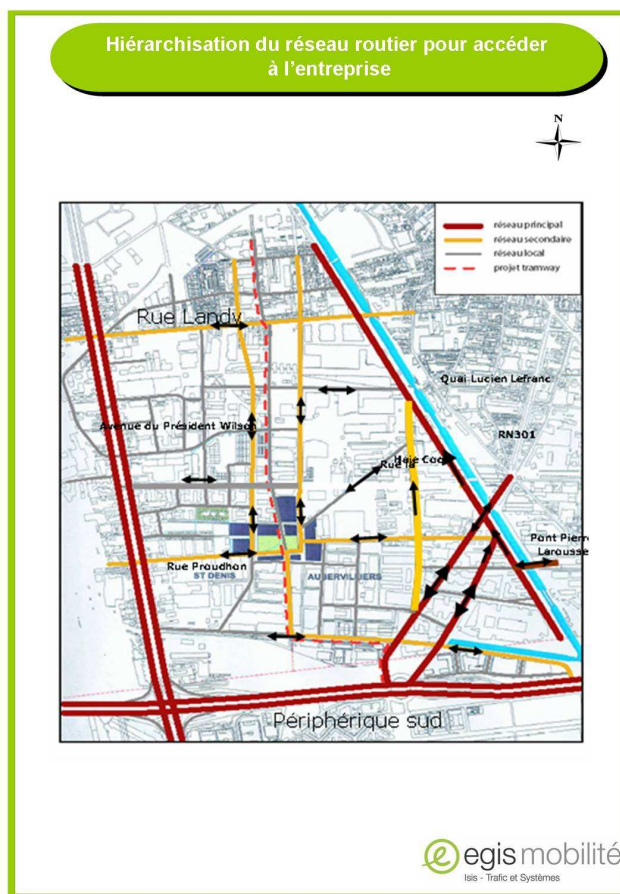 Hiérarchisation du réseau routier pour accéder
à l'entreprise
N
réseau principal
réseau secondaire
réseau local
projet tramway
Rue Landy
Quai Lucien Lefranc
Avenue du Président Wilson
RN301
Haie Coq
Rue la
Pont Pierre
Larousse
Rue Proudhon
ST DENIS
AUBERVILLIERS
Périphérique sud
egis mobilité
Isis - Trafic et Systèmes